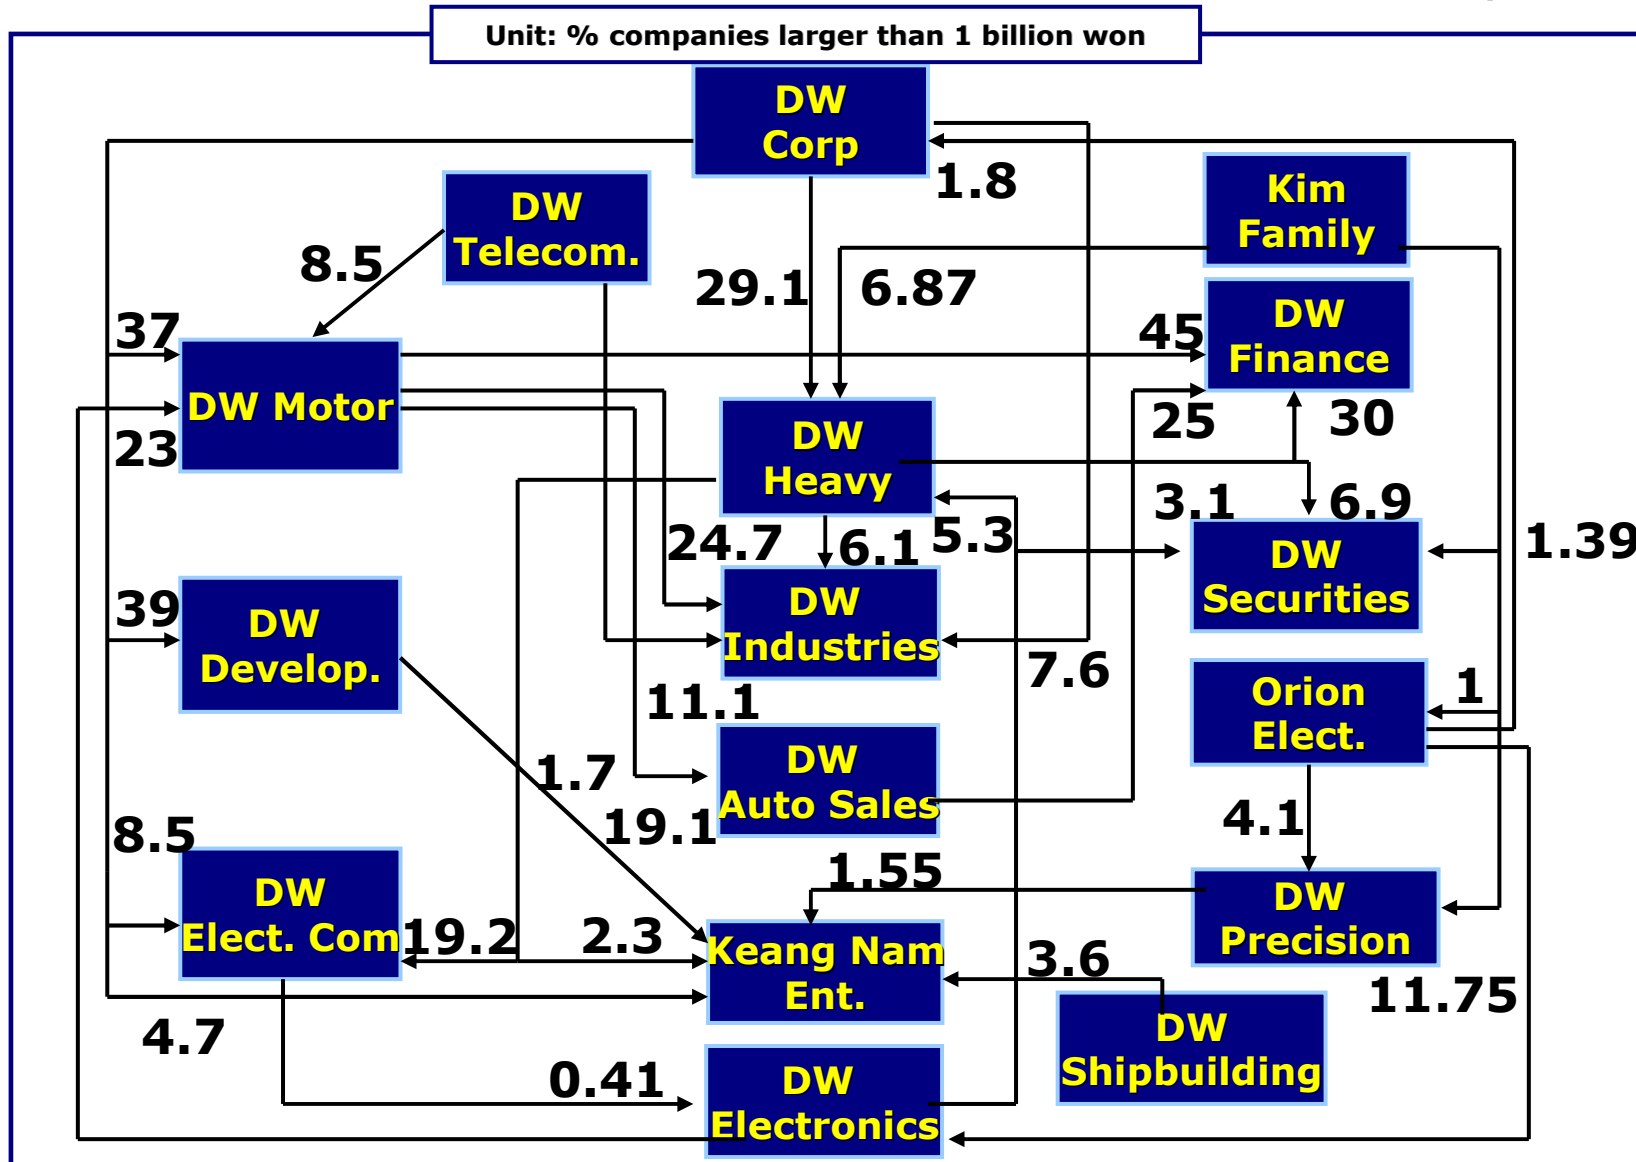 Unit: % companies larger than 1 billion won
DW
Corp
1.8
Kim
Family
DW
Telecom.
8.5
29.1
6.87
DW
Finance
37
45
DW Motor
23
25
30
DW
Heavy
3.1
6.9
24.7
6.1
5.3
1.39
DW
Securities
39
DW
Develop.
DW
Industries
7.6
11.1
Orion
Elect.
1
1.7
DW
Auto Sales
19.1
4.1
8.5
1.55
DW
Elect. Com
19.2
2.3
Keang Nam
Ent.
3.6
DW
Precision
11.75
4.7
DW
Shipbuilding
0.41
DW
Electronics